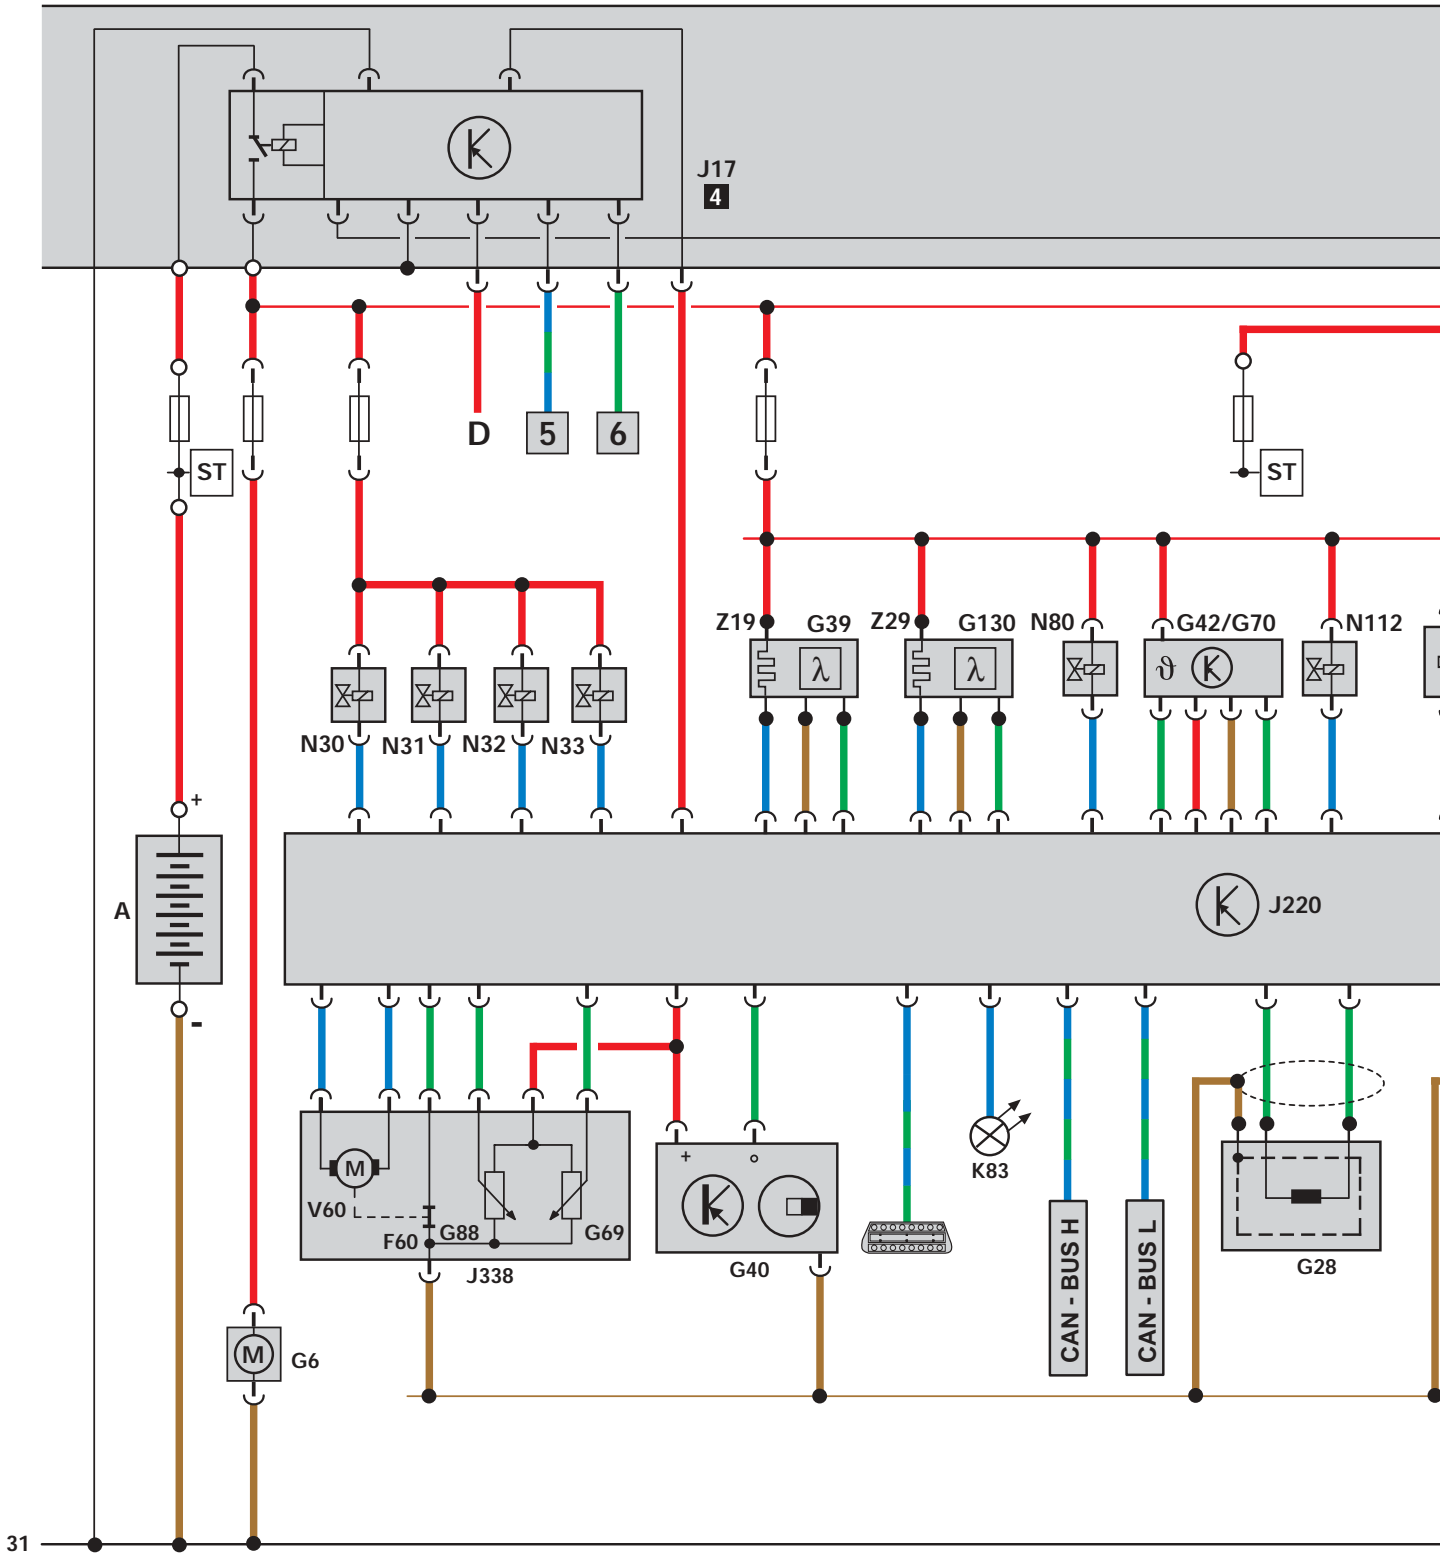 J17
4
D
5
6
ST
ST
Z19
G39
Z29
G130
N80
G42/G70
N112
λ
λ
ϑ
N30
N31
N32
N33
+
A
J220
-
M
V60
F60
G88
G69
J338
+
G40
K83
CAN - BUS H
CAN - BUS L
G28
M
G6
31